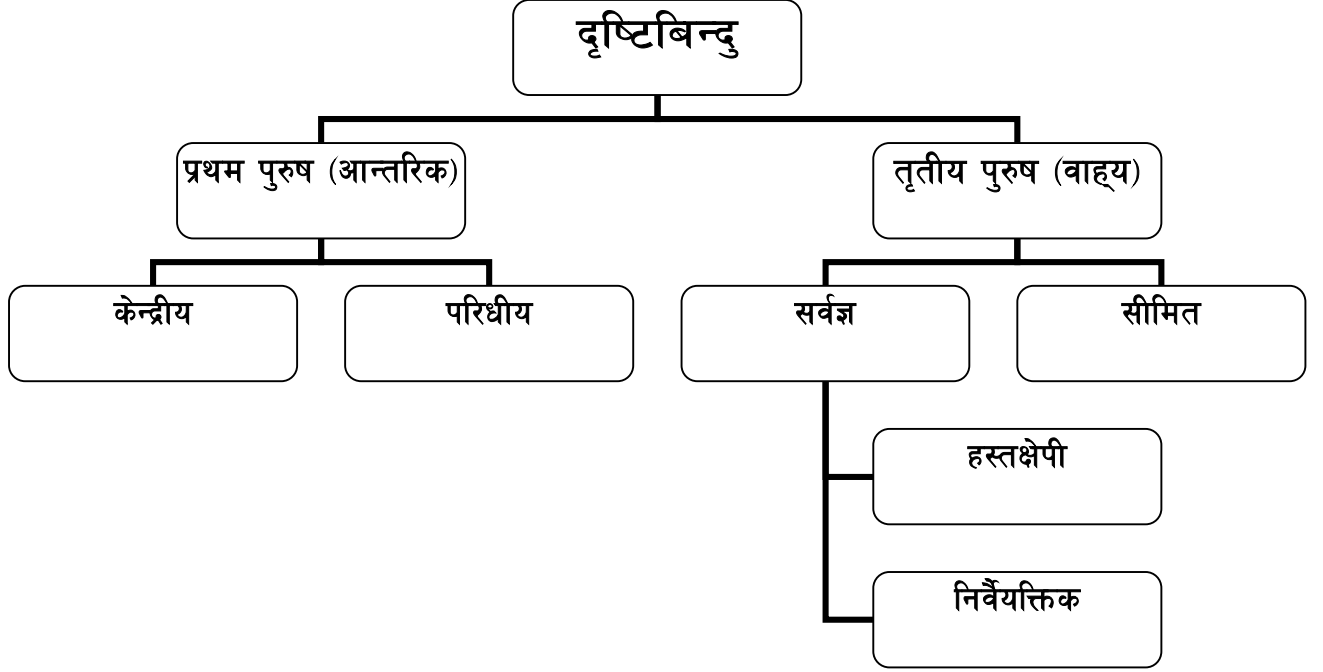 दृष्टिबिन्दु
प्रथम पुरुष (आन्तरिक)
तृतीय पुरुष (वाह्य)
केन्द्रीय
परिधीय
सर्वज्ञ
सीमित
हस्तक्षेपी
निर्वैयक्तिक